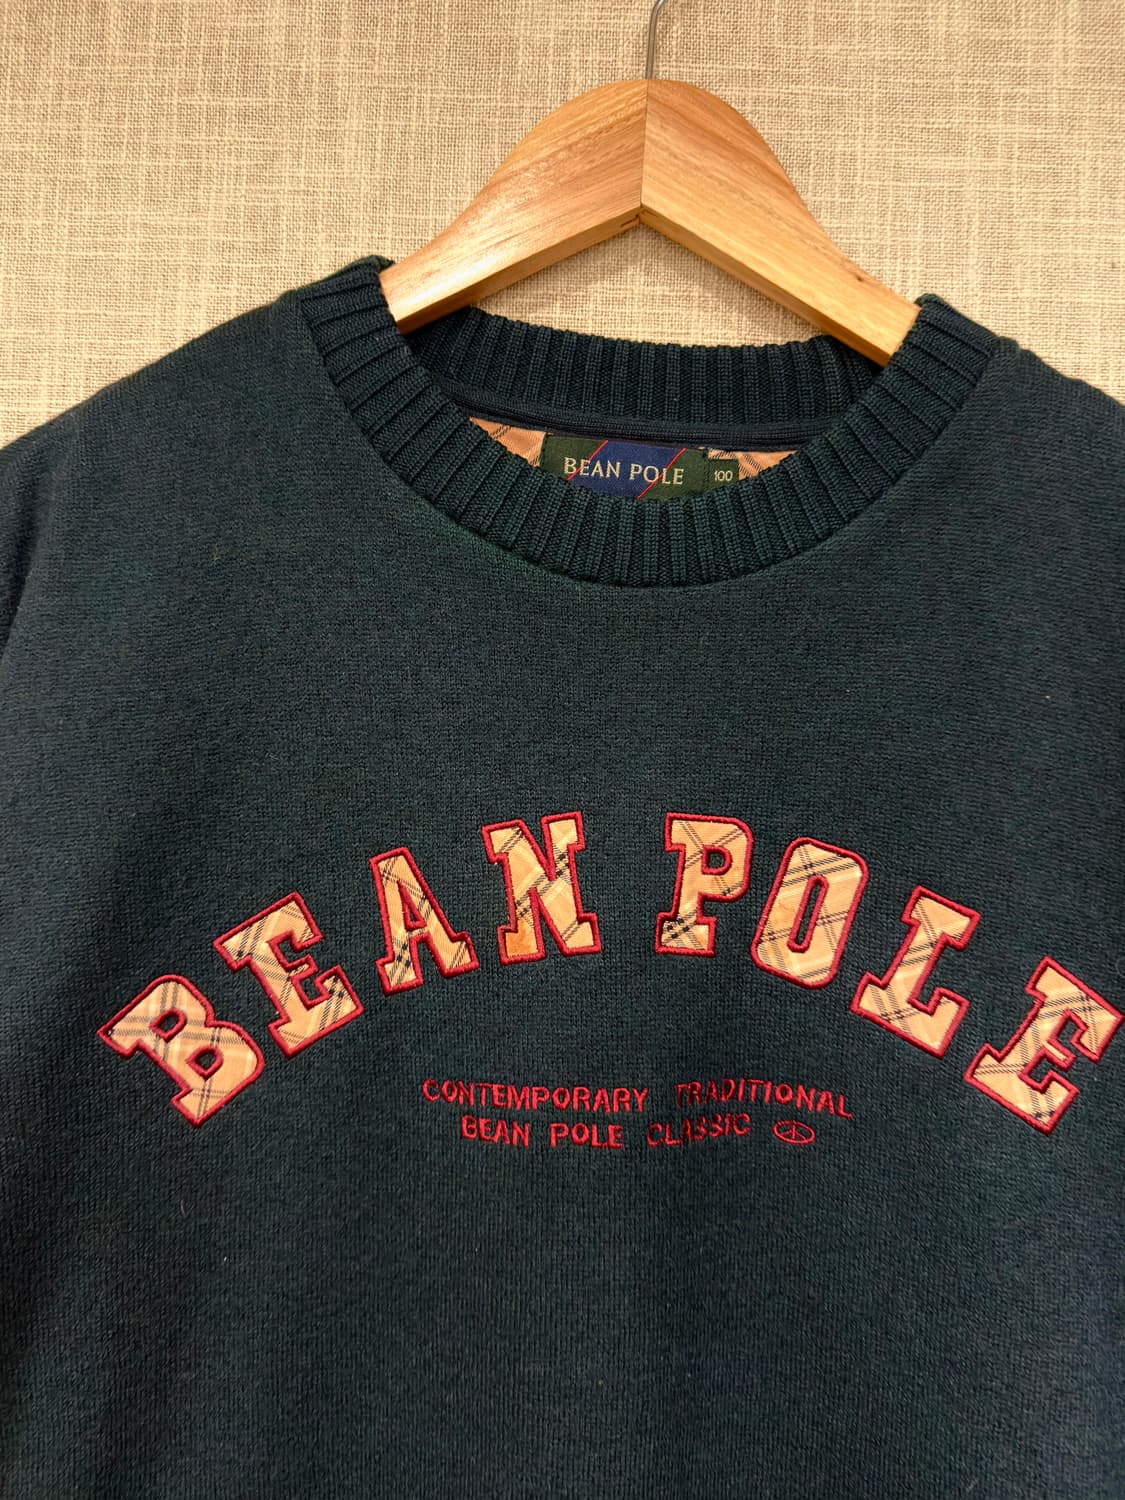 BEAN POLE
100
BEAN POLE
CONTEMPORARY TRADITIONAL
BEAN POLE CLASSIC